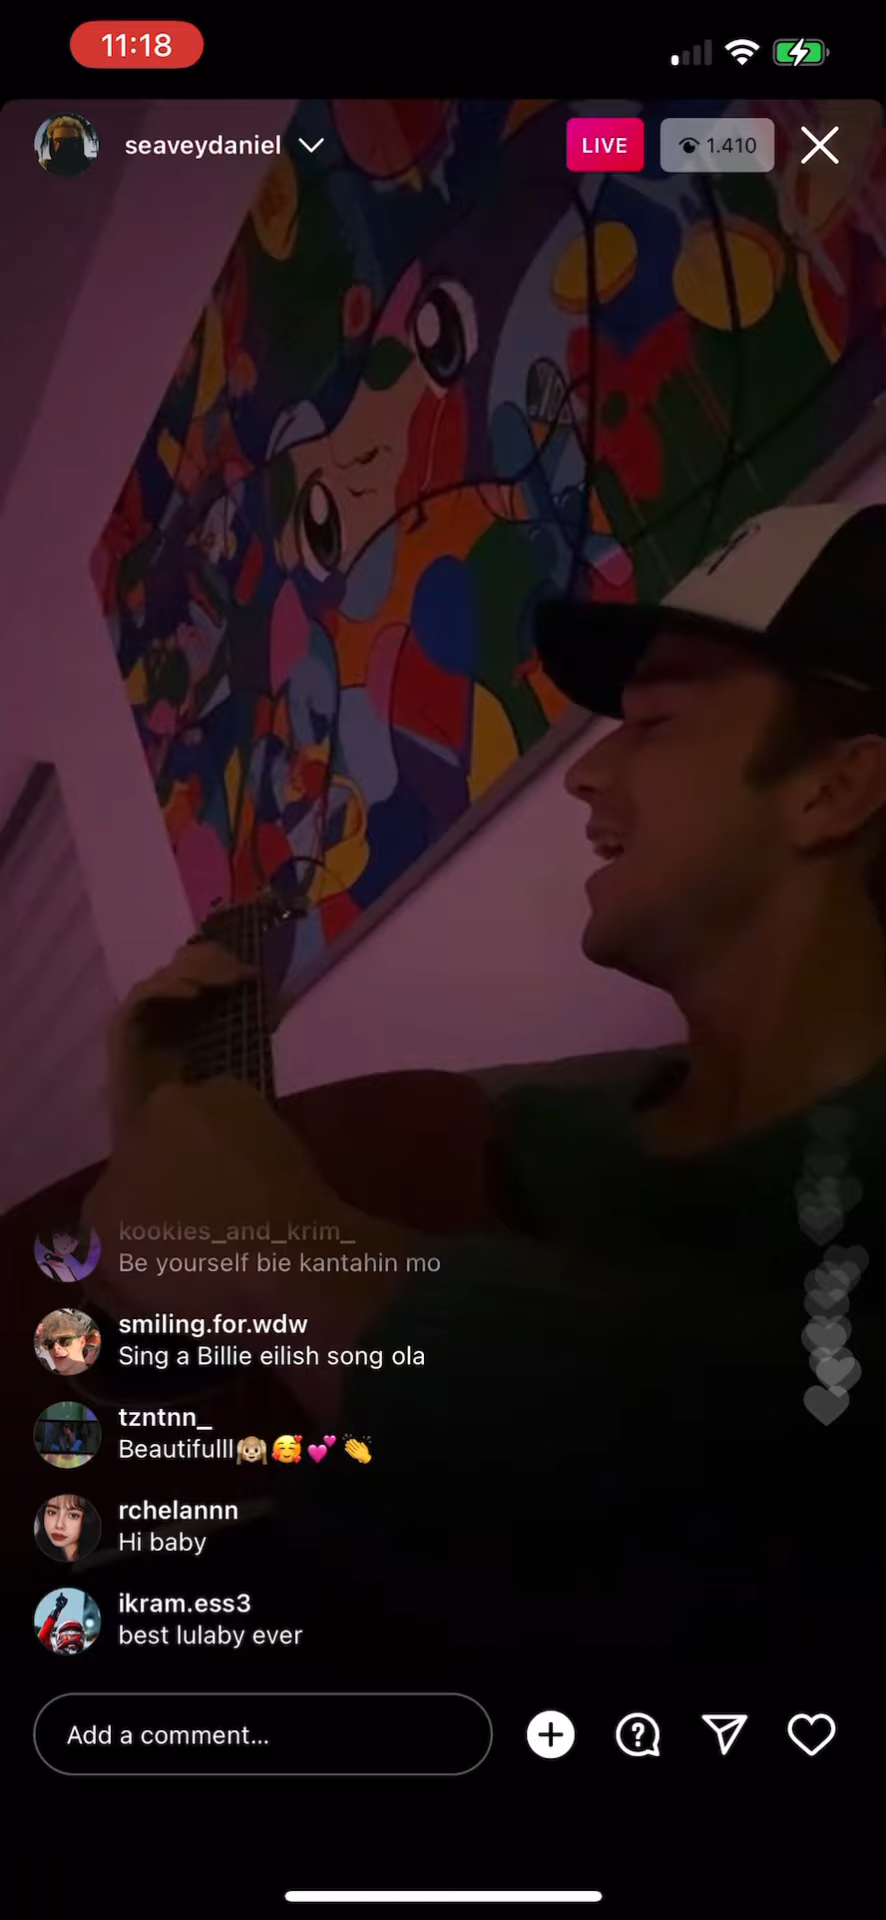 11:18
seaveydaniel
LIVE
1.410
kookies_and_krim_
Be yourself bie kantahin mo
smiling.for.wdw
Sing a Billie eilish song ola
tzntnn_
Beautifulll🙉🥰💕👏
rchelannn
Hi baby
ikram.ess3
best lulaby ever
Add a comment...